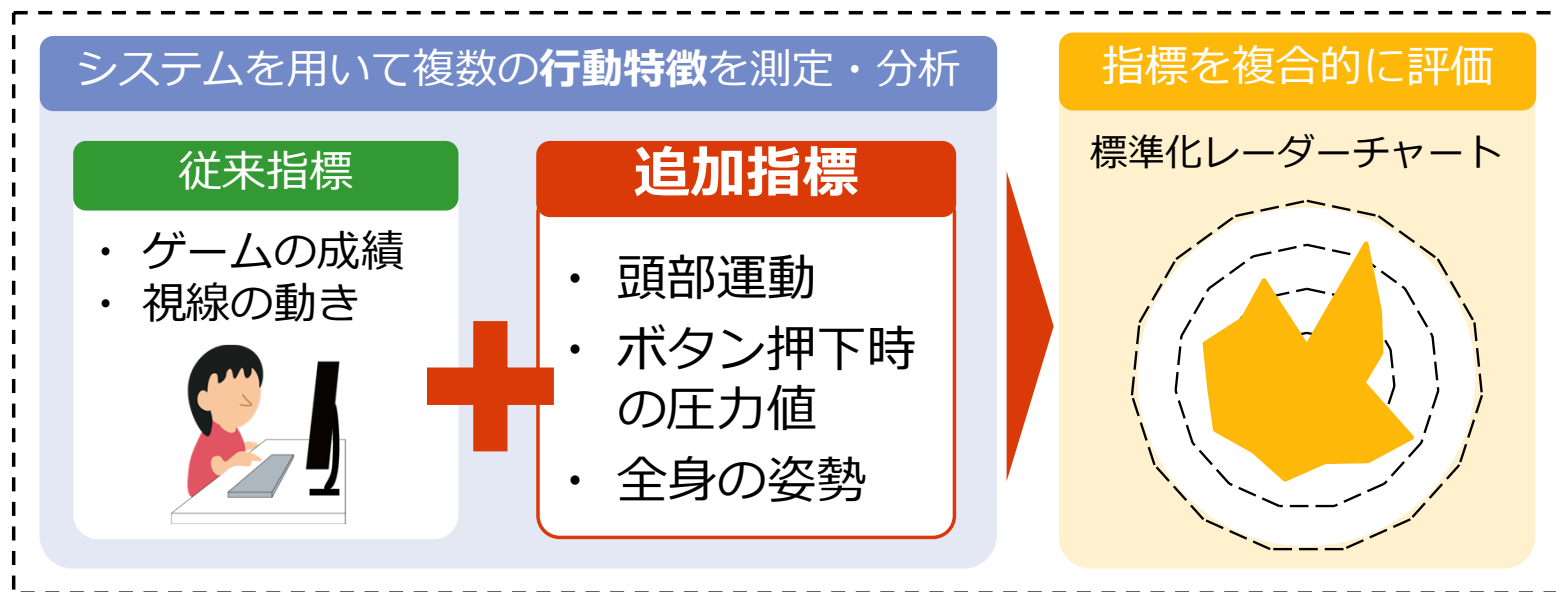 システムを用いて複数の行動特徴を測定・分析
従来指標
・ ゲームの成績
・ 視線の動き
追加指標
・ 頭部運動
・ ボタン押下時
の圧力値
・ 全身の姿勢
指標を複合的に評価
標準化レーダーチャート